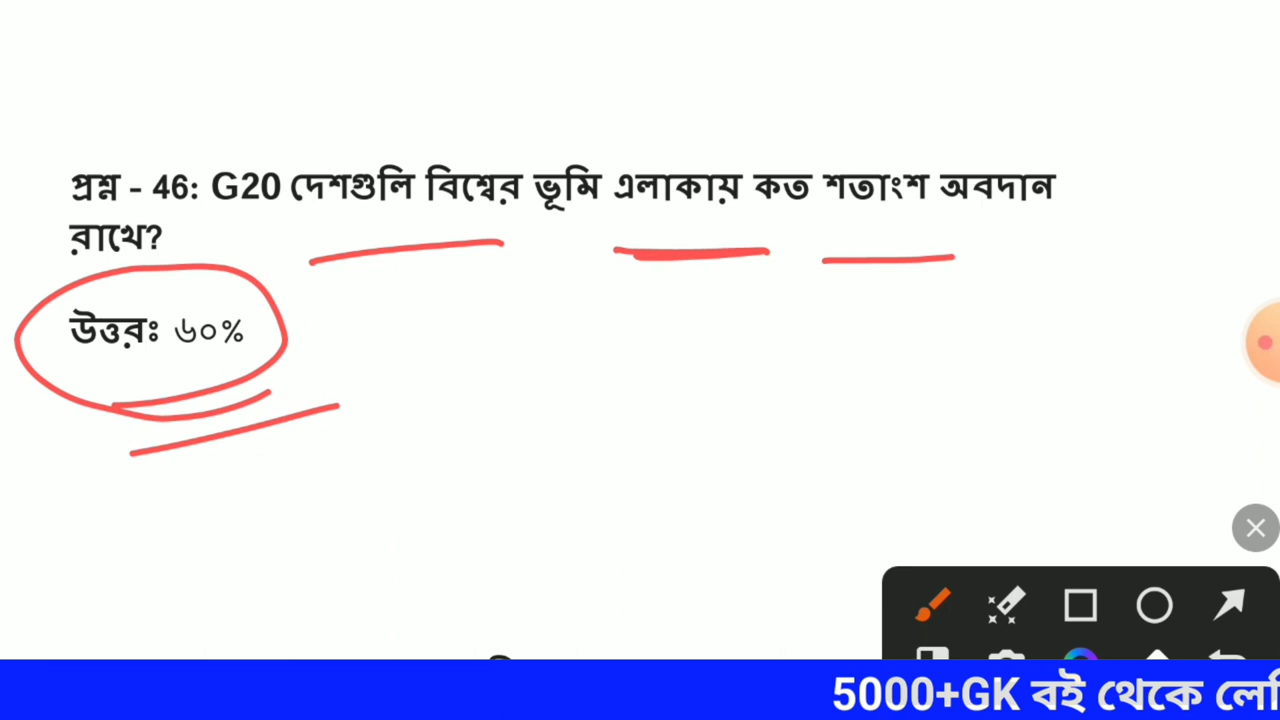 প্রশ্ন - 46: G20 দেশগুলি বিশ্বের ভূমি এলাকায় কত শতাংশ অবদান
রাখে?
উত্তরঃ ৬০%
5000+GK বই থেকে